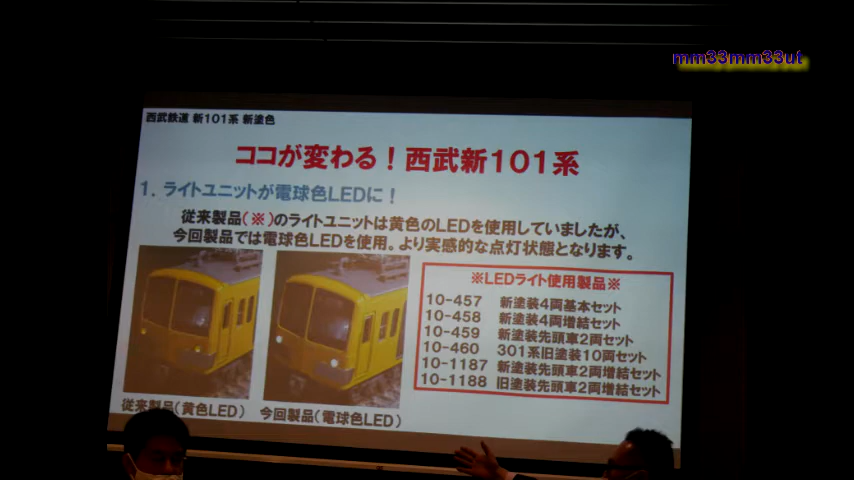 mm33mm33ut
西武鉄道 新101系 新塗色
ココが変わる！西武新101系
1. ライトユニットが電球色LEDに！
従来製品(※)のライトユニットは黄色のLEDを使用していましたが、
今回製品では電球色LEDを使用。より実感的な点灯状態となります。
※LEDライト使用製品※
10-457 新塗装4両基本セット
10-458 新塗装4両増結セット
10-459 新塗装先頭車2両セット
10-460 301系旧塗装10両セット
10-1187 新塗装先頭車2両増結セット
10-1188 旧塗装先頭車2両増結セット
従来製品(黄色LED)
今回製品(電球色LED)